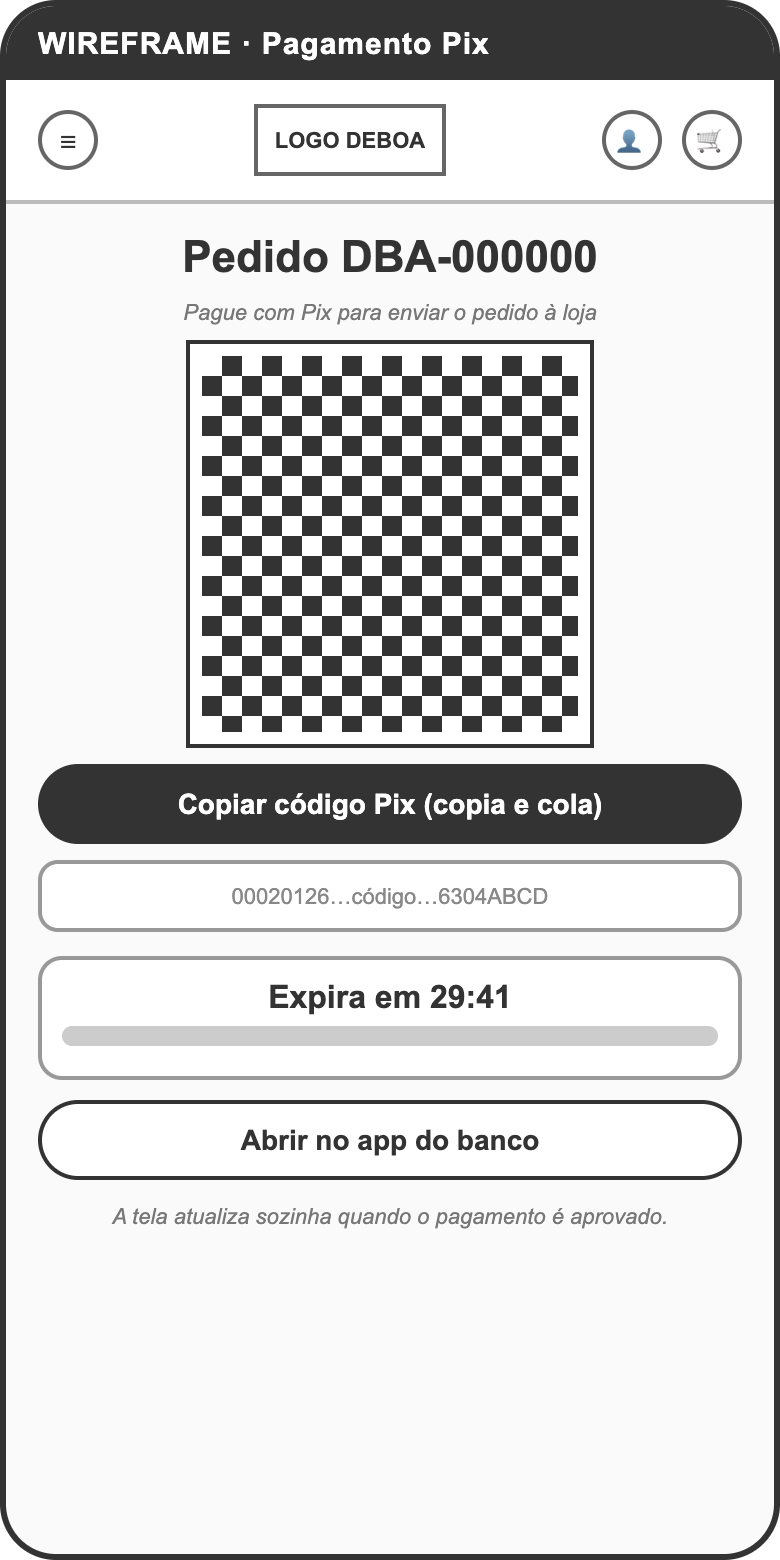 WIREFRAME · Pagamento Pix
LOGO DEBOA
Pedido DBA-000000
Pague com Pix para enviar o pedido à loja
Copiar código Pix (copia e cola)
00020126…código…6304ABCD
Expira em 29:41
Abrir no app do banco
A tela atualiza sozinha quando o pagamento é aprovado.